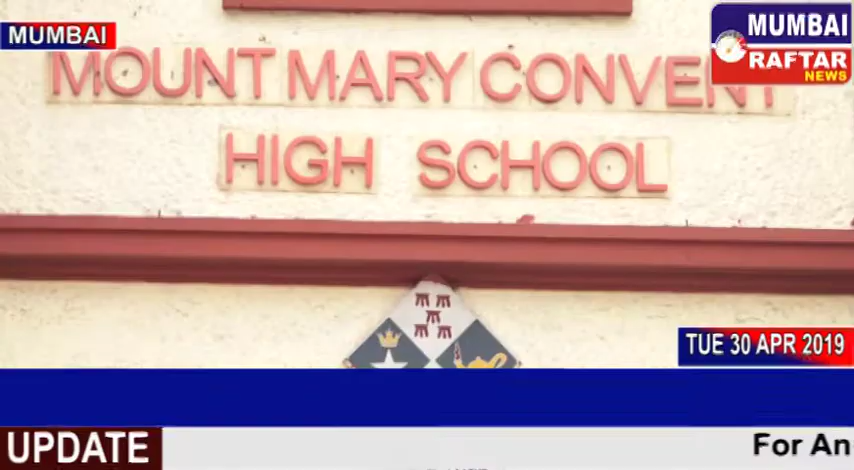 MUMBAI
MUMBAI
RAFTAR
NEWS
MOUNT MARY CONVENT
HIGH SCHOOL
TUE 30 APR 2019
UPDATE
For An